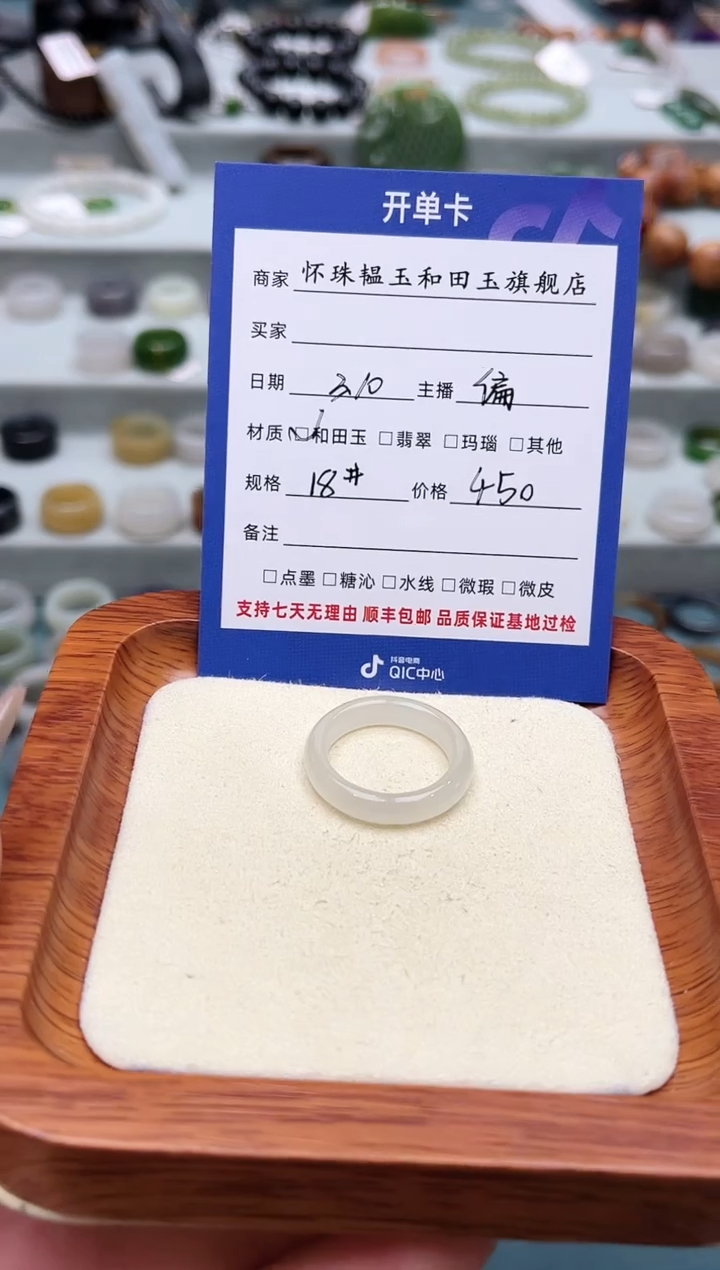 开单卡
商家 怀珠韫玉和田玉旗舰店
买家
日期 3.10 主播 偏
材质 ☑和田玉 □翡翠 □玛瑙 □其他
规格 18# 价格 450
备注
□点墨 □糖沁 □水线 □微瑕 □微皮
支持七天无理由 顺丰包邮 品质保证基地过检
抖音电商
QIC中心